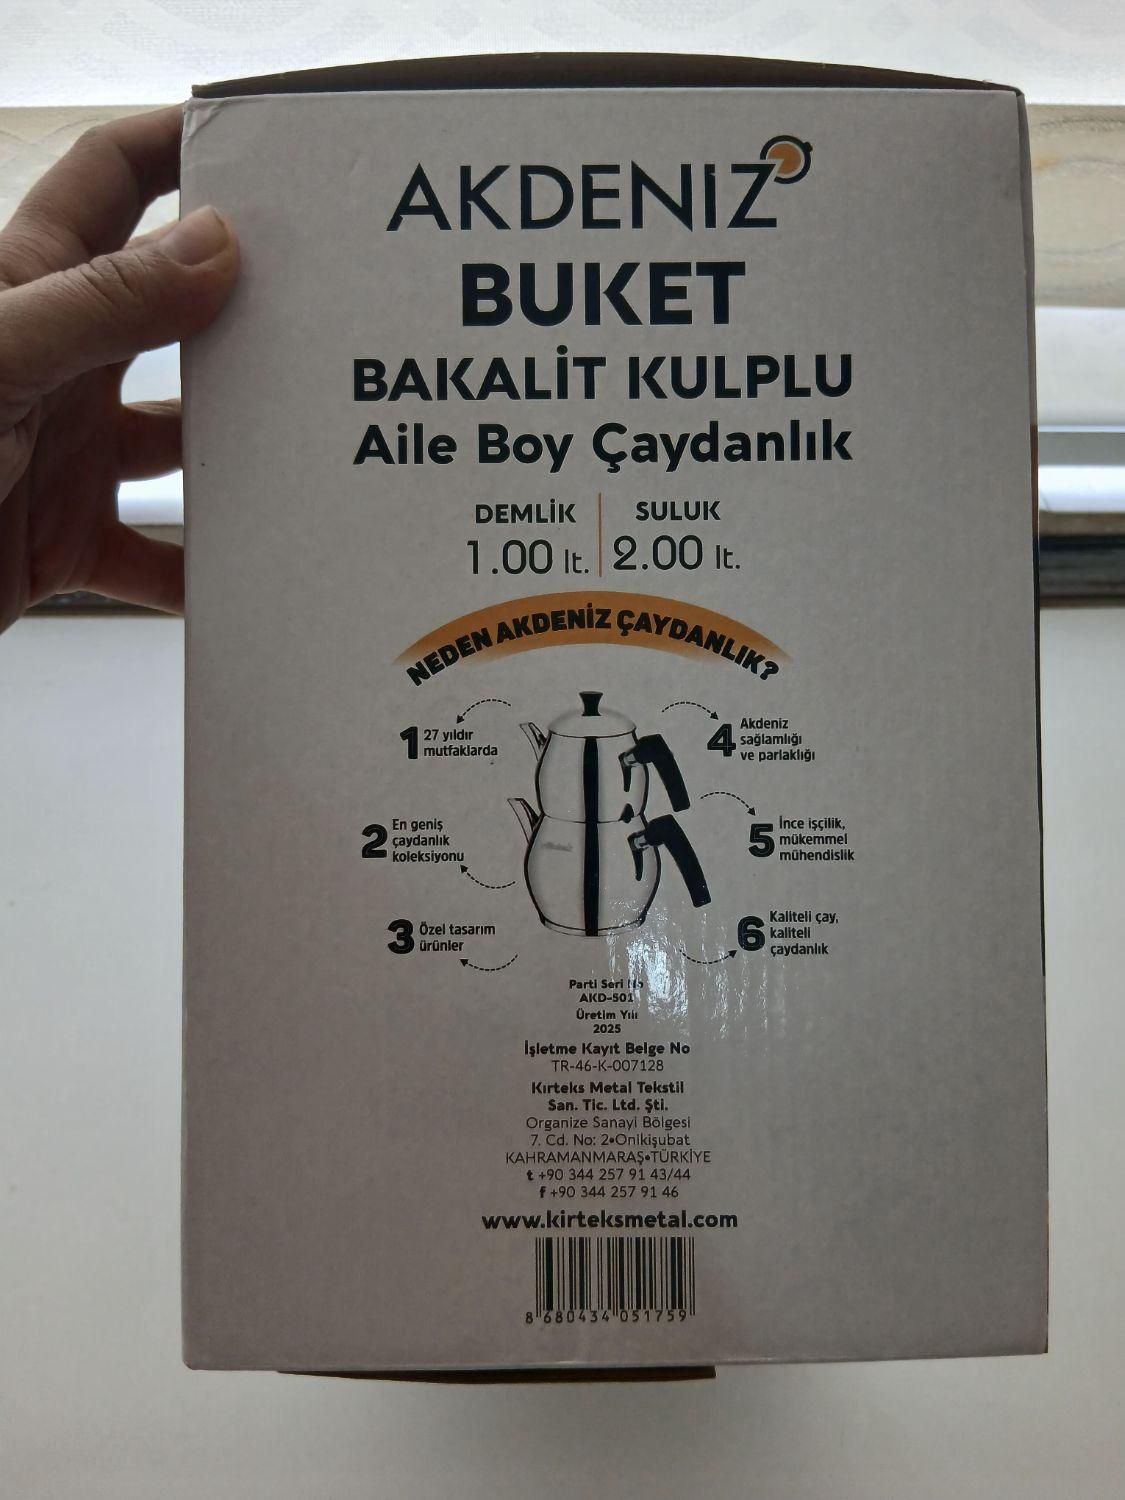 AKDENİZ
BUKET
BAKALİT KULPLU
Aile Boy Çaydanlık
DEMLİK
1.00 lt.
SULUK
2.00 lt.
NEDEN AKDENİZ ÇAYDANLIK?
1 27 yıldır
mutfaklarda
2 En geniş
çaydanlık
koleksiyonu
3 Özel tasarım
ürünler
4 Akdeniz
sağlamlığı
ve parlaklığı
5 İnce işçilik,
mükemmel
mühendislik
6 Kaliteli çay,
kaliteli
çaydanlık
Parti Seri No
AKD-501
Üretim Yılı
2025
İşletme Kayıt Belge No
TR-46-K-007128
Kırteks Metal Tekstil
San. Tic. Ltd. Şti.
Organize Sanayi Bölgesi
7. Cd. No: 2•Onikişubat
KAHRAMANMARAŞ•TÜRKİYE
t +90 344 257 91 43/44
f +90 344 257 91 46
www.kirteksmetal.com
8 680434 051759